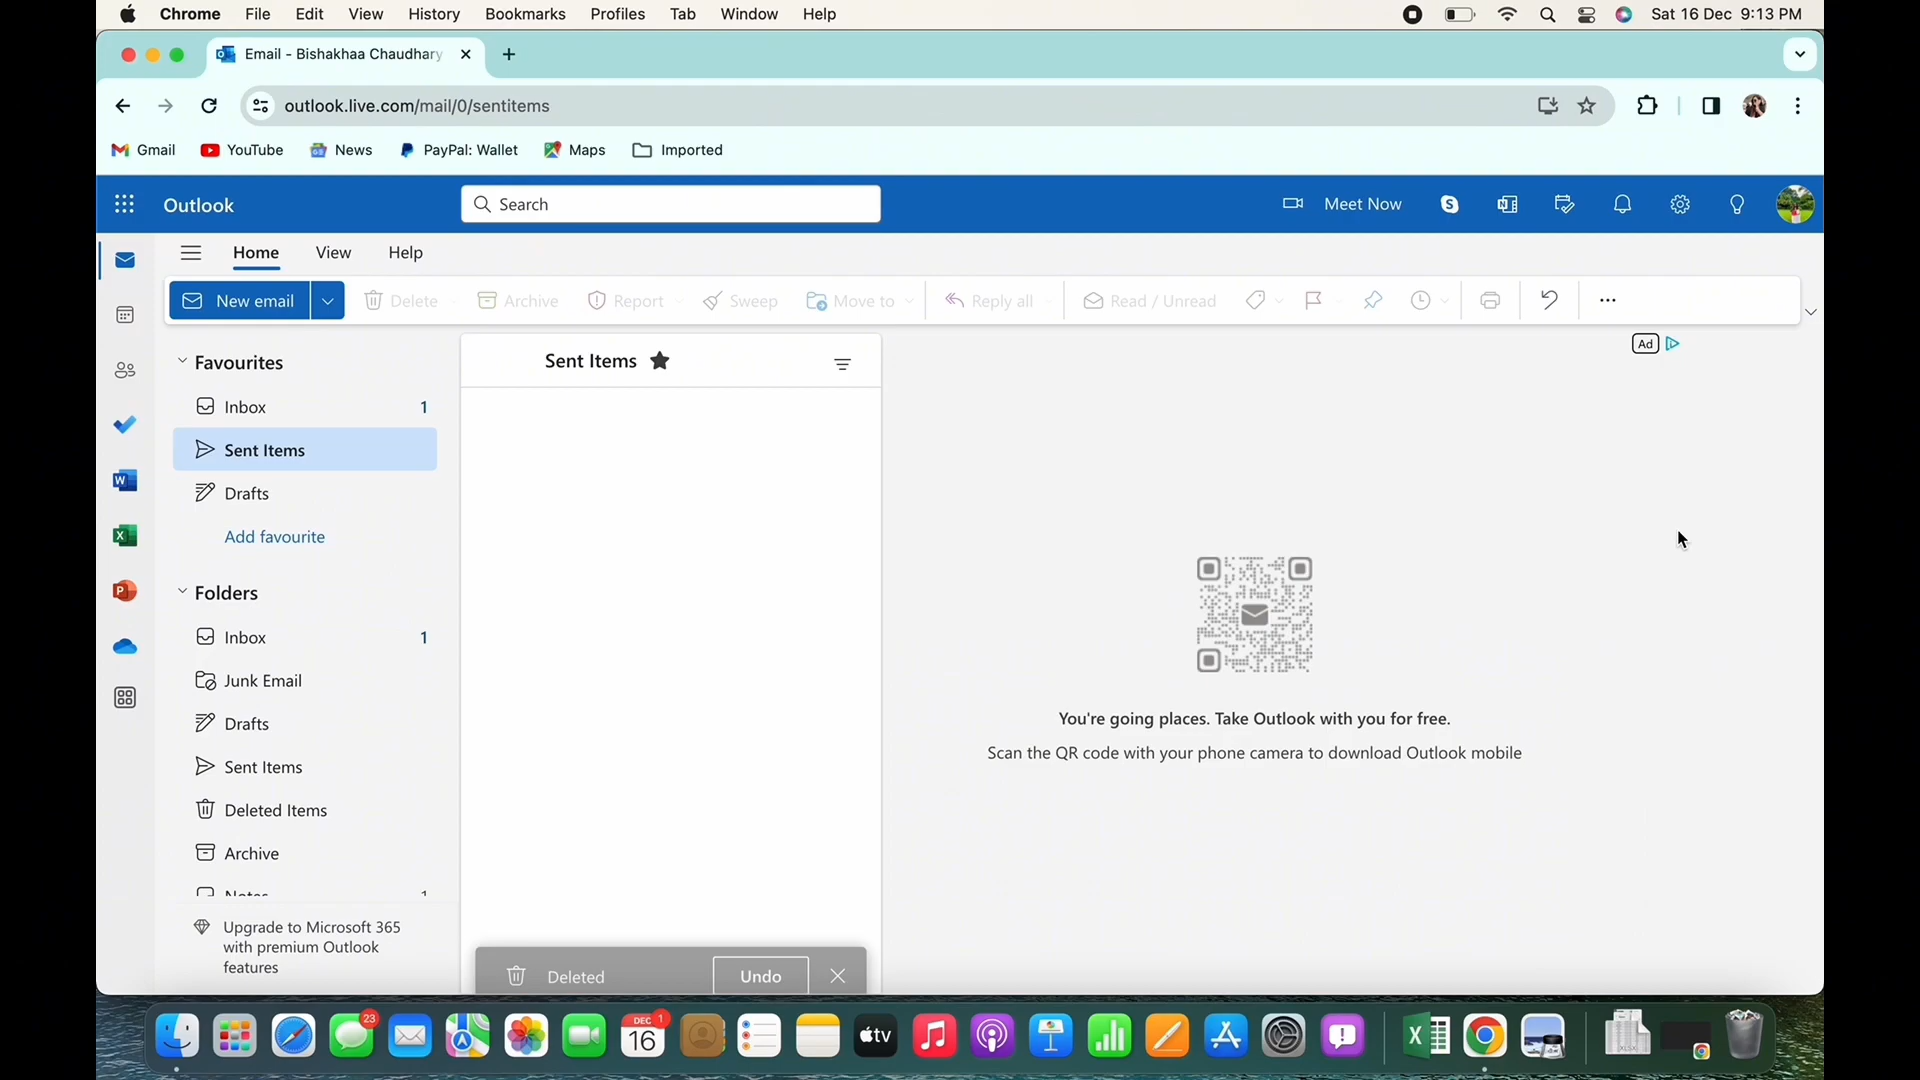 Chrome File Edit View History Bookmarks Profiles Tab Window Help Sat 16 Dec 9:13 PM
Email - Bishakhaa Chaudhary
outlook.live.com/mail/0/sentitems
Gmail YouTube News PayPal: Wallet Maps Imported
Outlook Search Meet Now
Home View Help
New email Delete Archive Report Sweep Move to Reply all Read / Unread
Ad
Favourites
Inbox 1
Sent Items
Drafts
Add favourite
Folders
Inbox 1
Junk Email
Drafts
Sent Items
Deleted Items
Archive
Notes 1
Upgrade to Microsoft 365
with premium Outlook
features
Sent Items
Deleted Undo
You're going places. Take Outlook with you for free.
Scan the QR code with your phone camera to download Outlook mobile
23
DEC 1
16
tv
XLSX